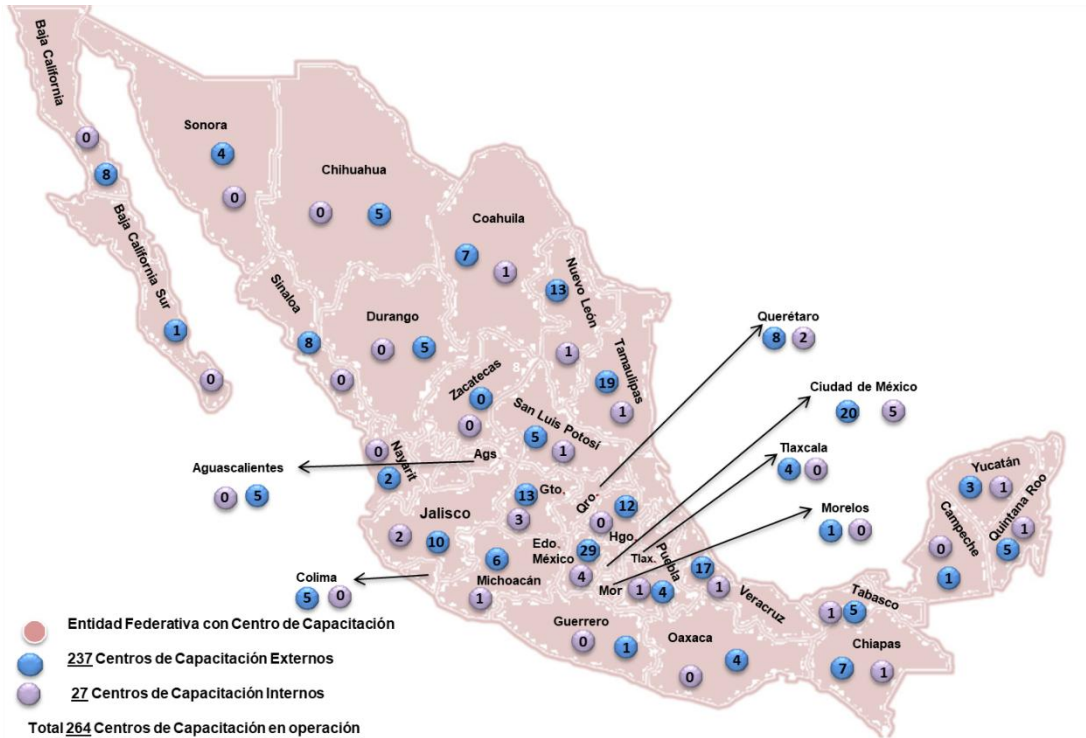 Baja California
0
8
Sonora
4
0
Chihuahua
0
5
Coahuila
7
1
Nuevo León
13
1
Baja California Sur
1
0
Sinaloa
8
0
Durango
0
5
Zacatecas
0
0
Tamaulipas
19
1
San Luis Potosí
5
1
Querétaro
8 2
Ciudad de México
20 5
Tlaxcala
4 0
Morelos
1 0
Nayarit
0
2
Ags
Aguascalientes
0 5
Gto.
13
3
Qro.
12
0
Hgo.
Jalisco
2 10
Edo.
México
29
4
Tlax.
Puebla
1 4
Mor
Michoacán
6
1
Colima
5 0
Veracruz
17
1
Guerrero
0 1
Oaxaca
0 4
Tabasco
1 5
Chiapas
7 1
Campeche
0
1
Yucatán
3 1
Quintana Roo
1
5
Entidad Federativa con Centro de Capacitación
237 Centros de Capacitación Externos
27 Centros de Capacitación Internos
Total 264 Centros de Capacitación en operación